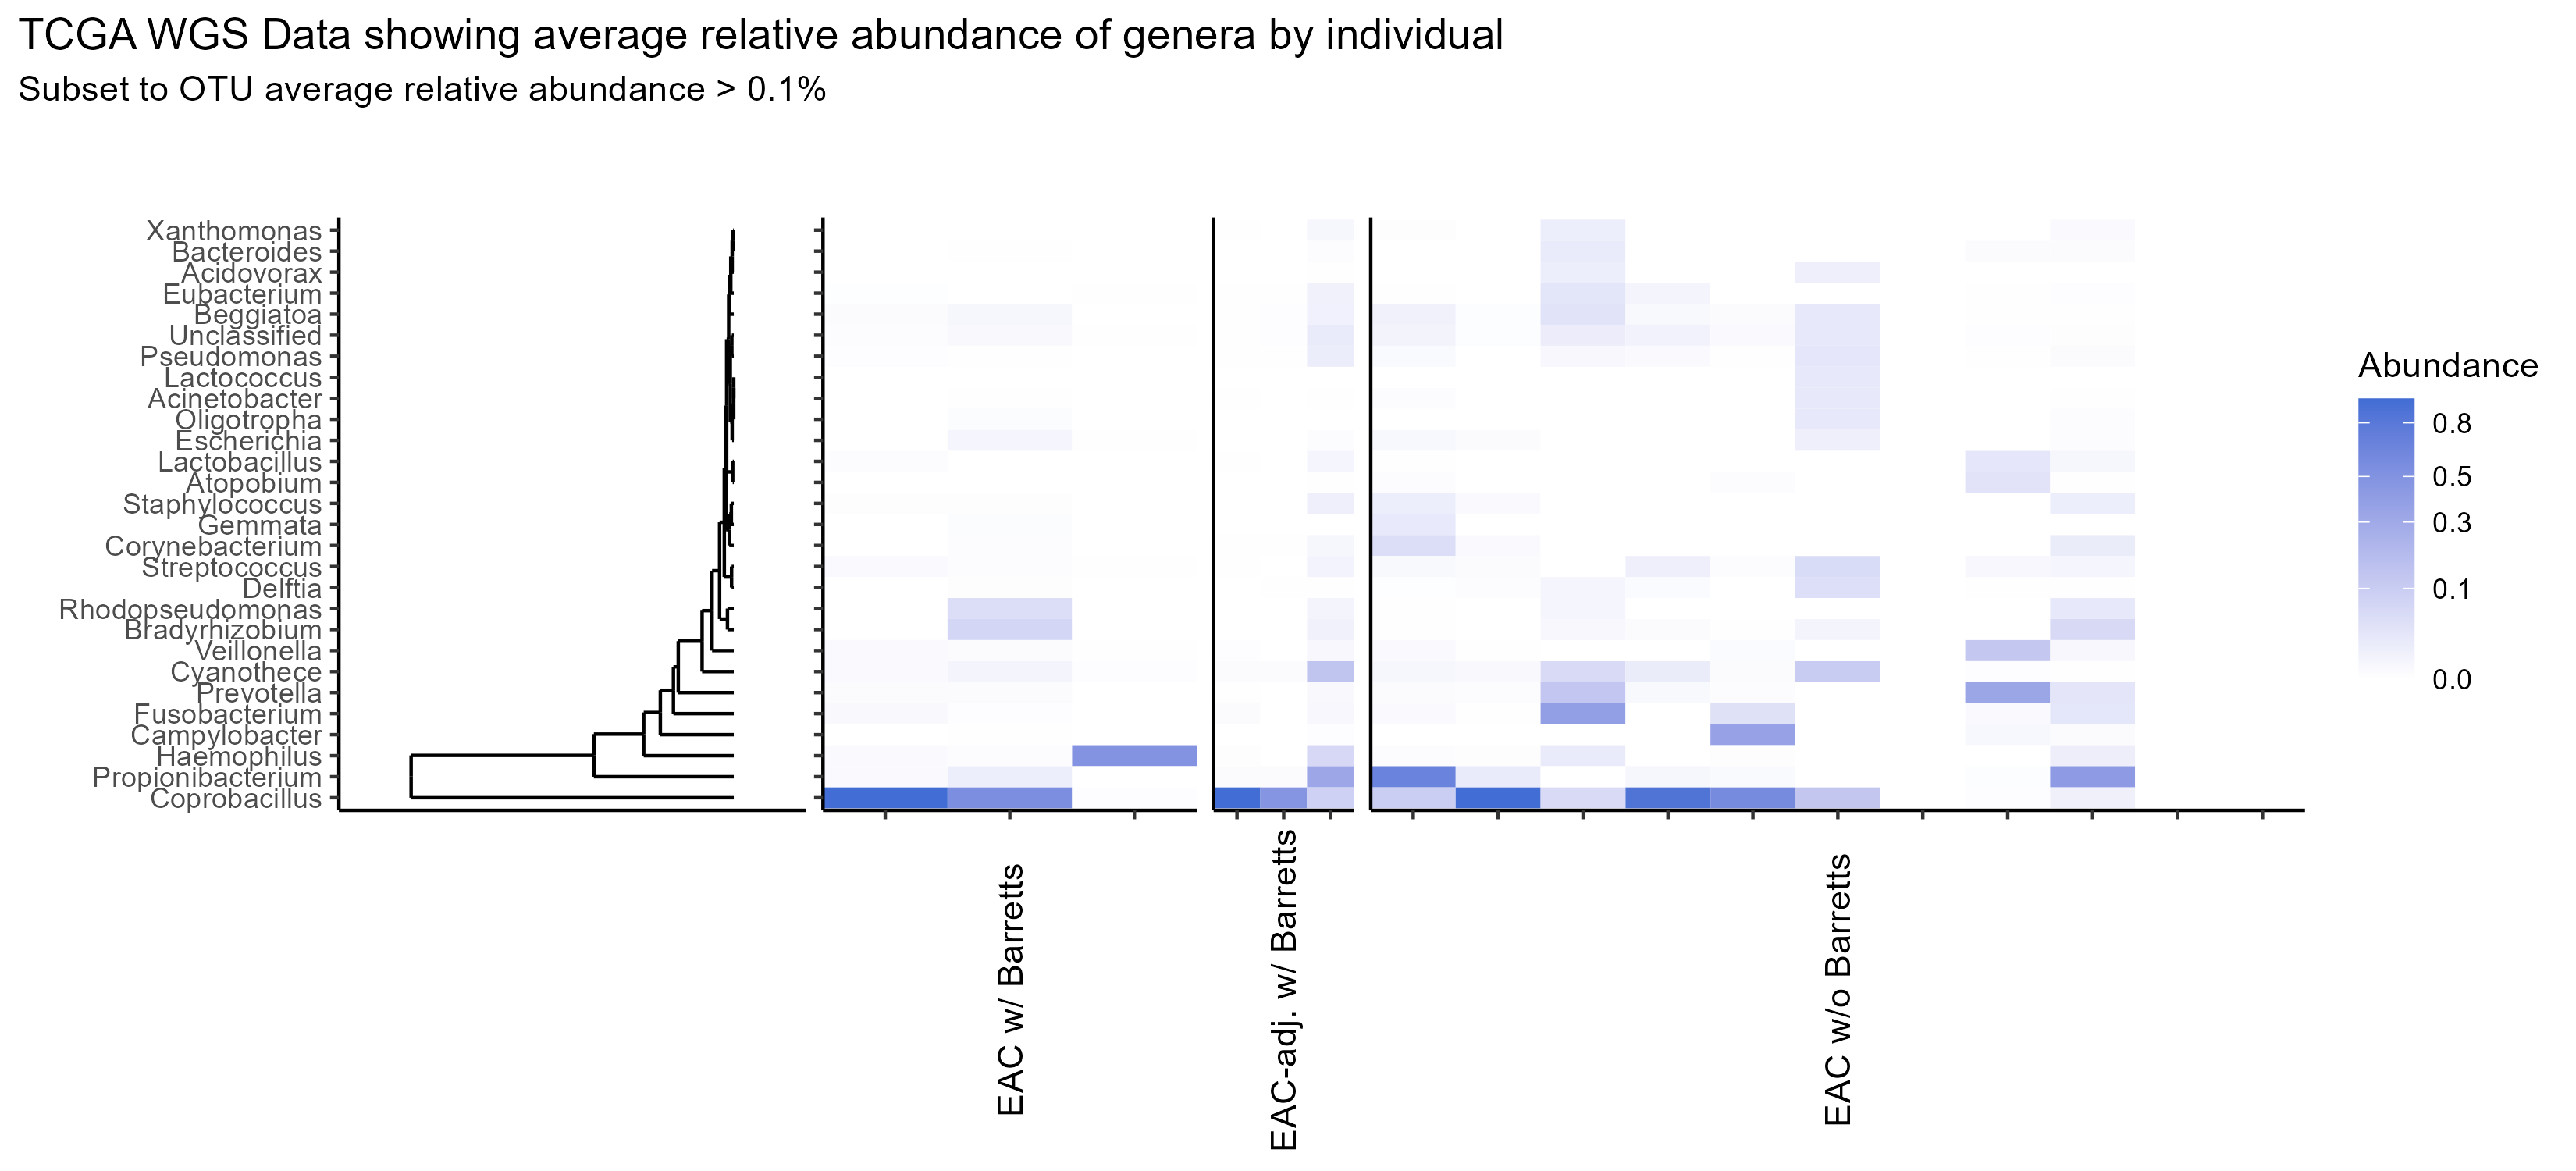 TCGA WGS Data showing average relative abundance of genera by individual
Subset to OTU average relative abundance > 0.1%
Xanthomonas
Bacteroides
Acidovorax
Eubacterium
Beggiatoa
Unclassified
Pseudomonas
Lactococcus
Acinetobacter
Oligotropha
Escherichia
Lactobacillus
Atopobium
Staphylococcus
Gemmata
Corynebacterium
Streptococcus
Delftia
Rhodopseudomonas
Bradyrhizobium
Veillonella
Cyanothece
Prevotella
Fusobacterium
Campylobacter
Haemophilus
Propionibacterium
Coprobacillus
EAC w/ Barretts
EAC-adj. w/ Barretts
EAC w/o Barretts
Abundance
0.8
0.5
0.3
0.1
0.0